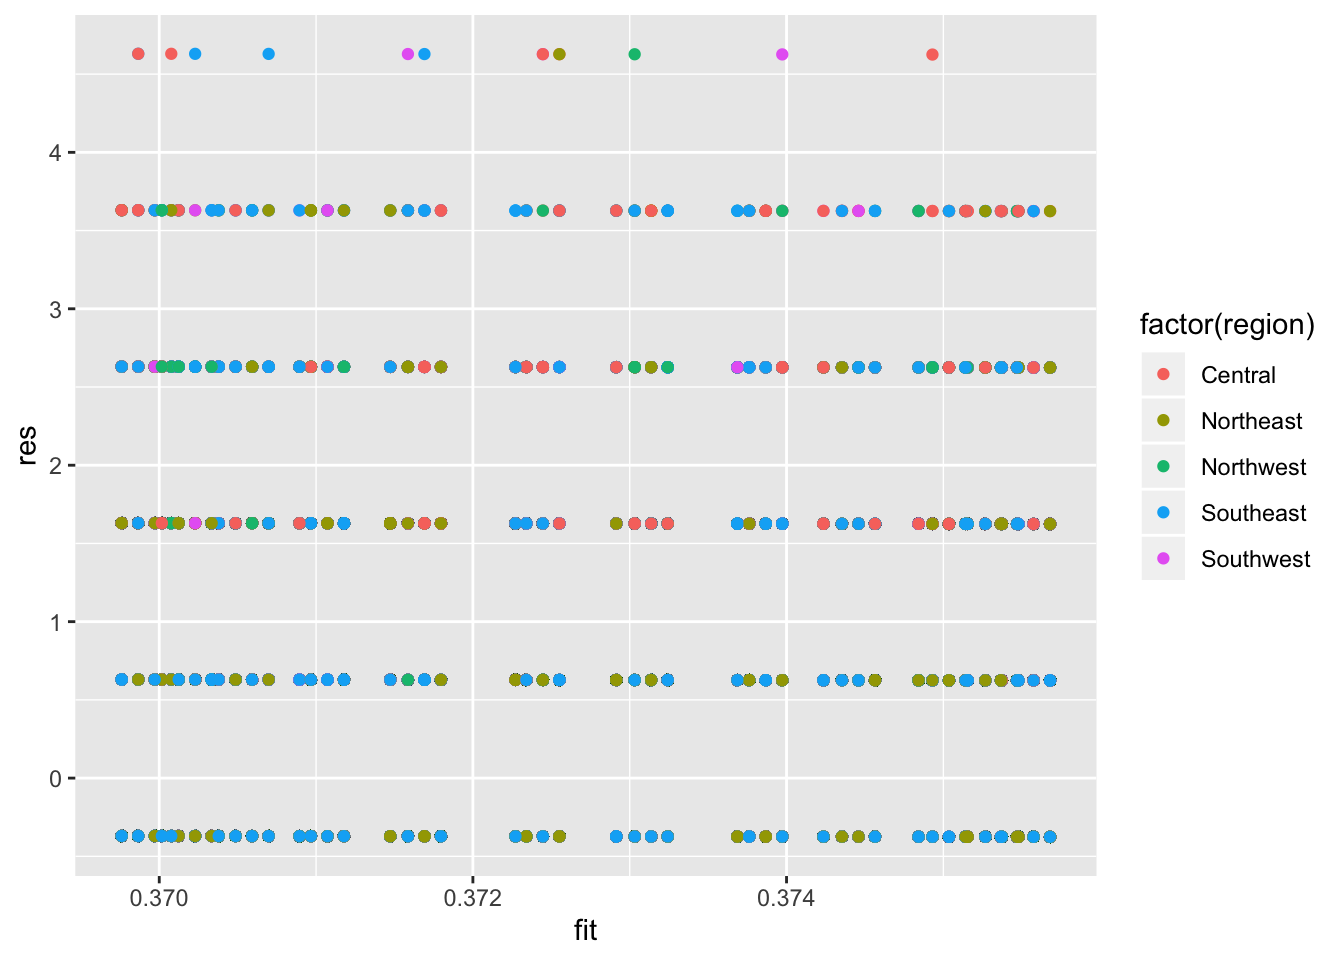 4
3
2
1
0
res
0.370
0.372
0.374
fit
factor(region)
Central
Northeast
Northwest
Southeast
Southwest